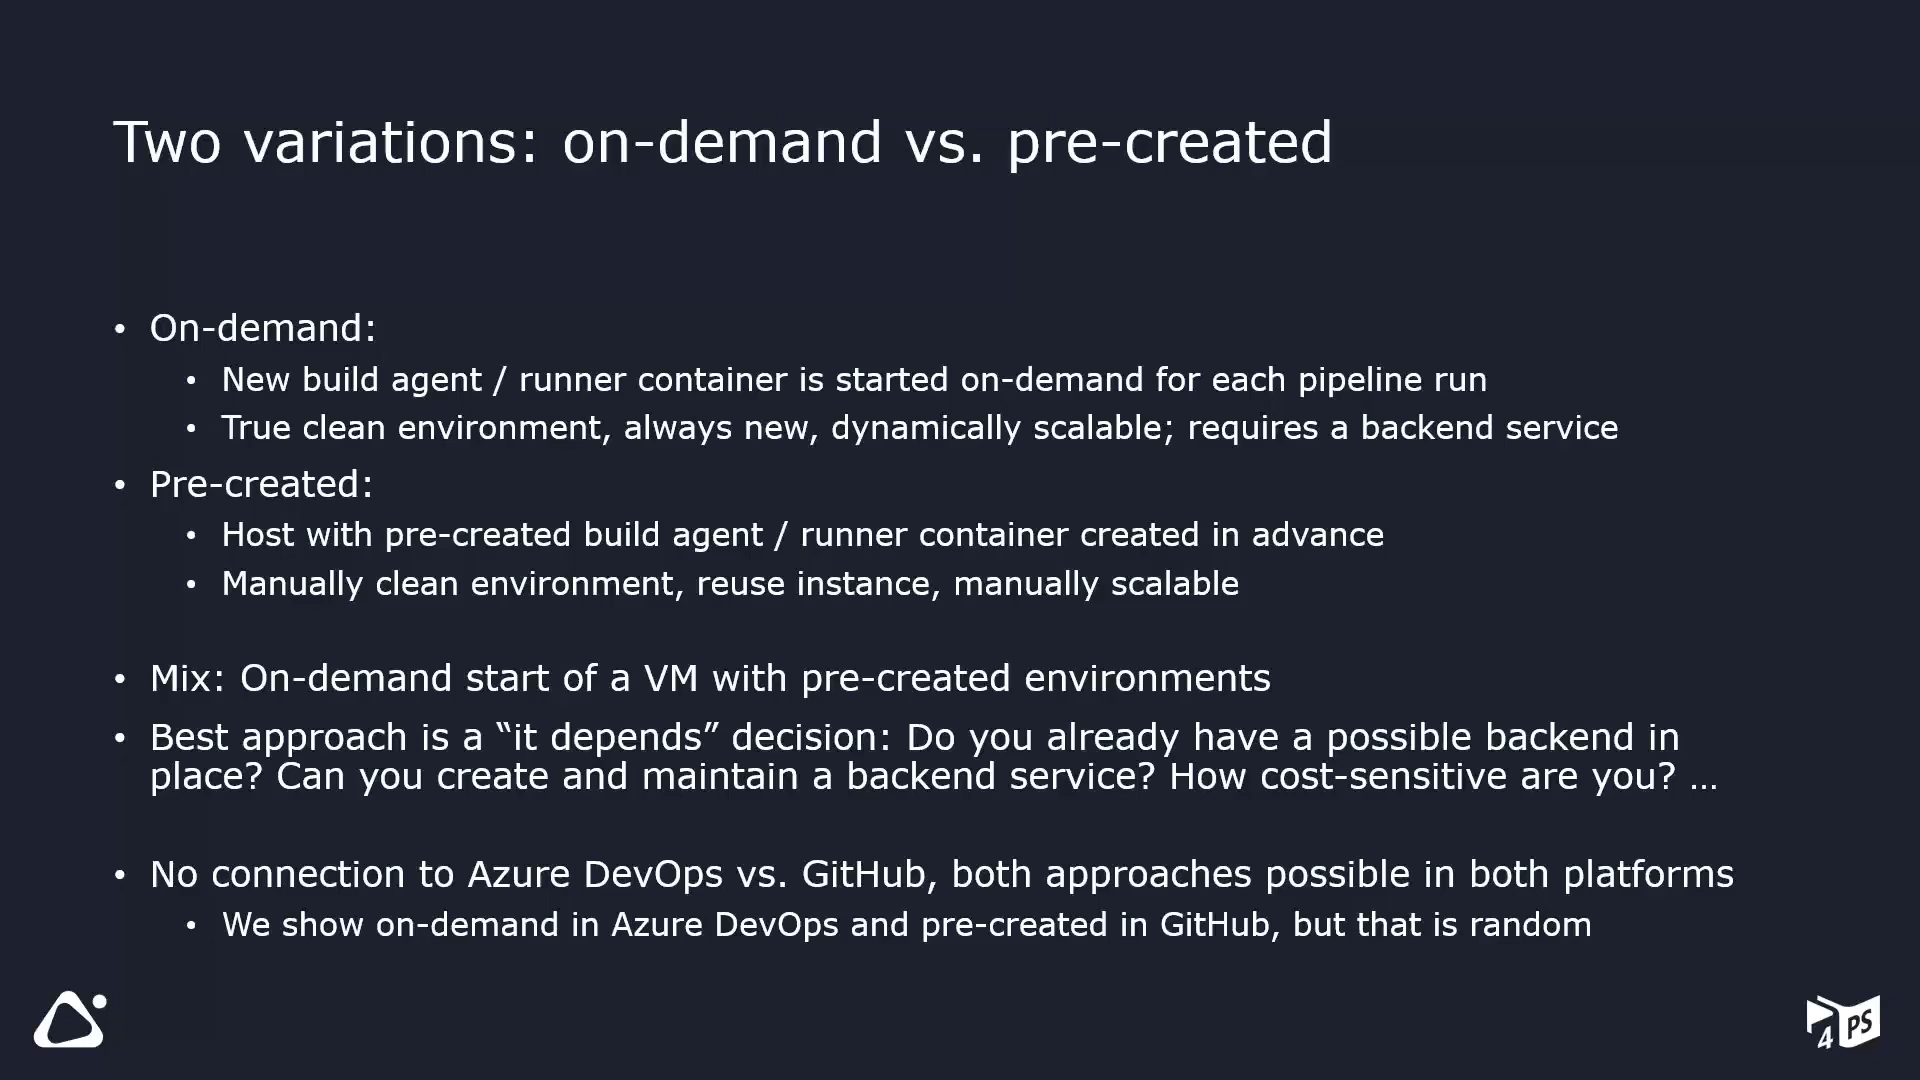 Two variations: on-demand vs. pre-created
• On-demand:
• New build agent / runner container is started on-demand for each pipeline run
• True clean environment, always new, dynamically scalable; requires a backend service
• Pre-created:
• Host with pre-created build agent / runner container created in advance
• Manually clean environment, reuse instance, manually scalable
• Mix: On-demand start of a VM with pre-created environments
• Best approach is a “it depends” decision: Do you already have a possible backend in
place? Can you create and maintain a backend service? How cost-sensitive are you? …
• No connection to Azure DevOps vs. GitHub, both approaches possible in both platforms
• We show on-demand in Azure DevOps and pre-created in GitHub, but that is random
4PS